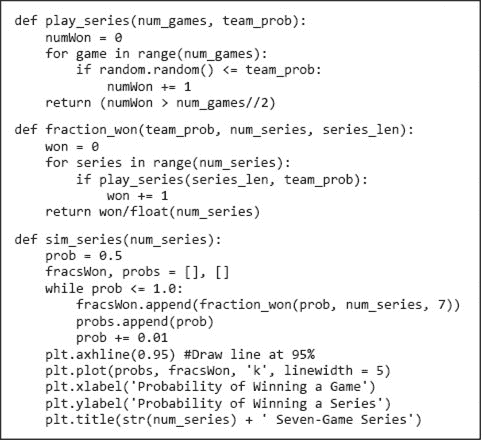 def play_series(num_games, team_prob):
    numWon = 0
    for game in range(num_games):
        if random.random() <= team_prob:
            numWon += 1
    return (numWon > num_games//2)
def fraction_won(team_prob, num_series, series_len):
    won = 0
    for series in range(num_series):
        if play_series(series_len, team_prob):
            won += 1
    return won/float(num_series)
def sim_series(num_series):
    prob = 0.5
    fracsWon, probs = [], []
    while prob <= 1.0:
        fracsWon.append(fraction_won(prob, num_series, 7))
        probs.append(prob)
        prob += 0.01
    plt.axhline(0.95) #Draw line at 95%
    plt.plot(probs, fracsWon, 'k', linewidth = 5)
    plt.xlabel('Probability of Winning a Game')
    plt.ylabel('Probability of Winning a Series')
    plt.title(str(num_series) + ' Seven-Game Series')